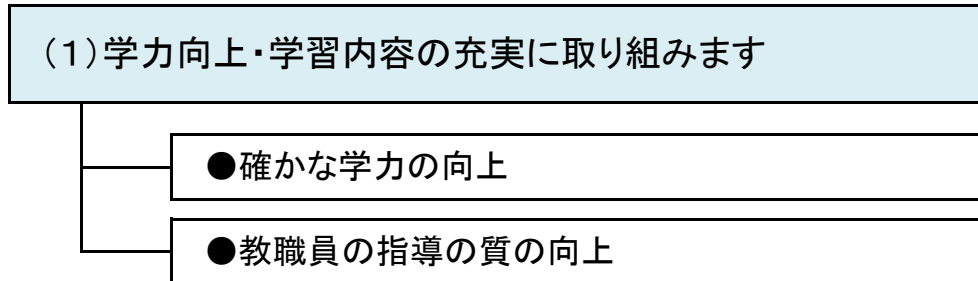 （１）学力向上・学習内容の充実に取り組みます
●確かな学力の向上
●教職員の指導の質の向上